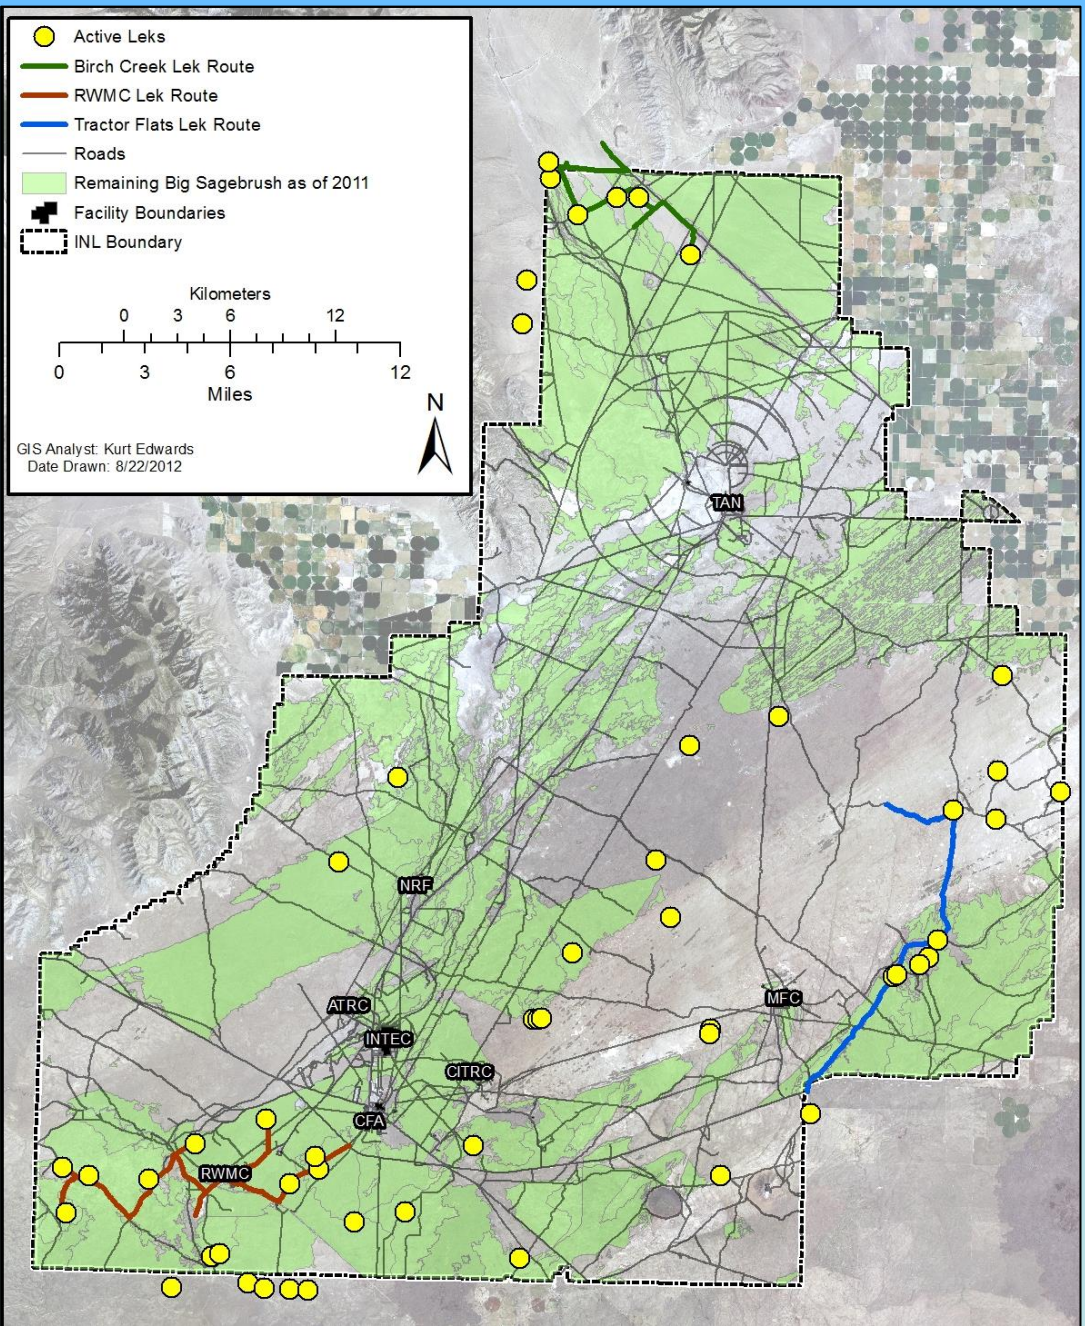 Active Leks
Birch Creek Lek Route
RWMC Lek Route
Tractor Flats Lek Route
Roads
Remaining Big Sagebrush as of 2011
Facility Boundaries
INL Boundary
Kilometers
0 3 6 12
0 3 6 12
Miles
N
GIS Analyst: Kurt Edwards
Date Drawn: 8/22/2012
TAN
NRF
ATRC
MFC
INTEC
CITRC
CFA
RWMC